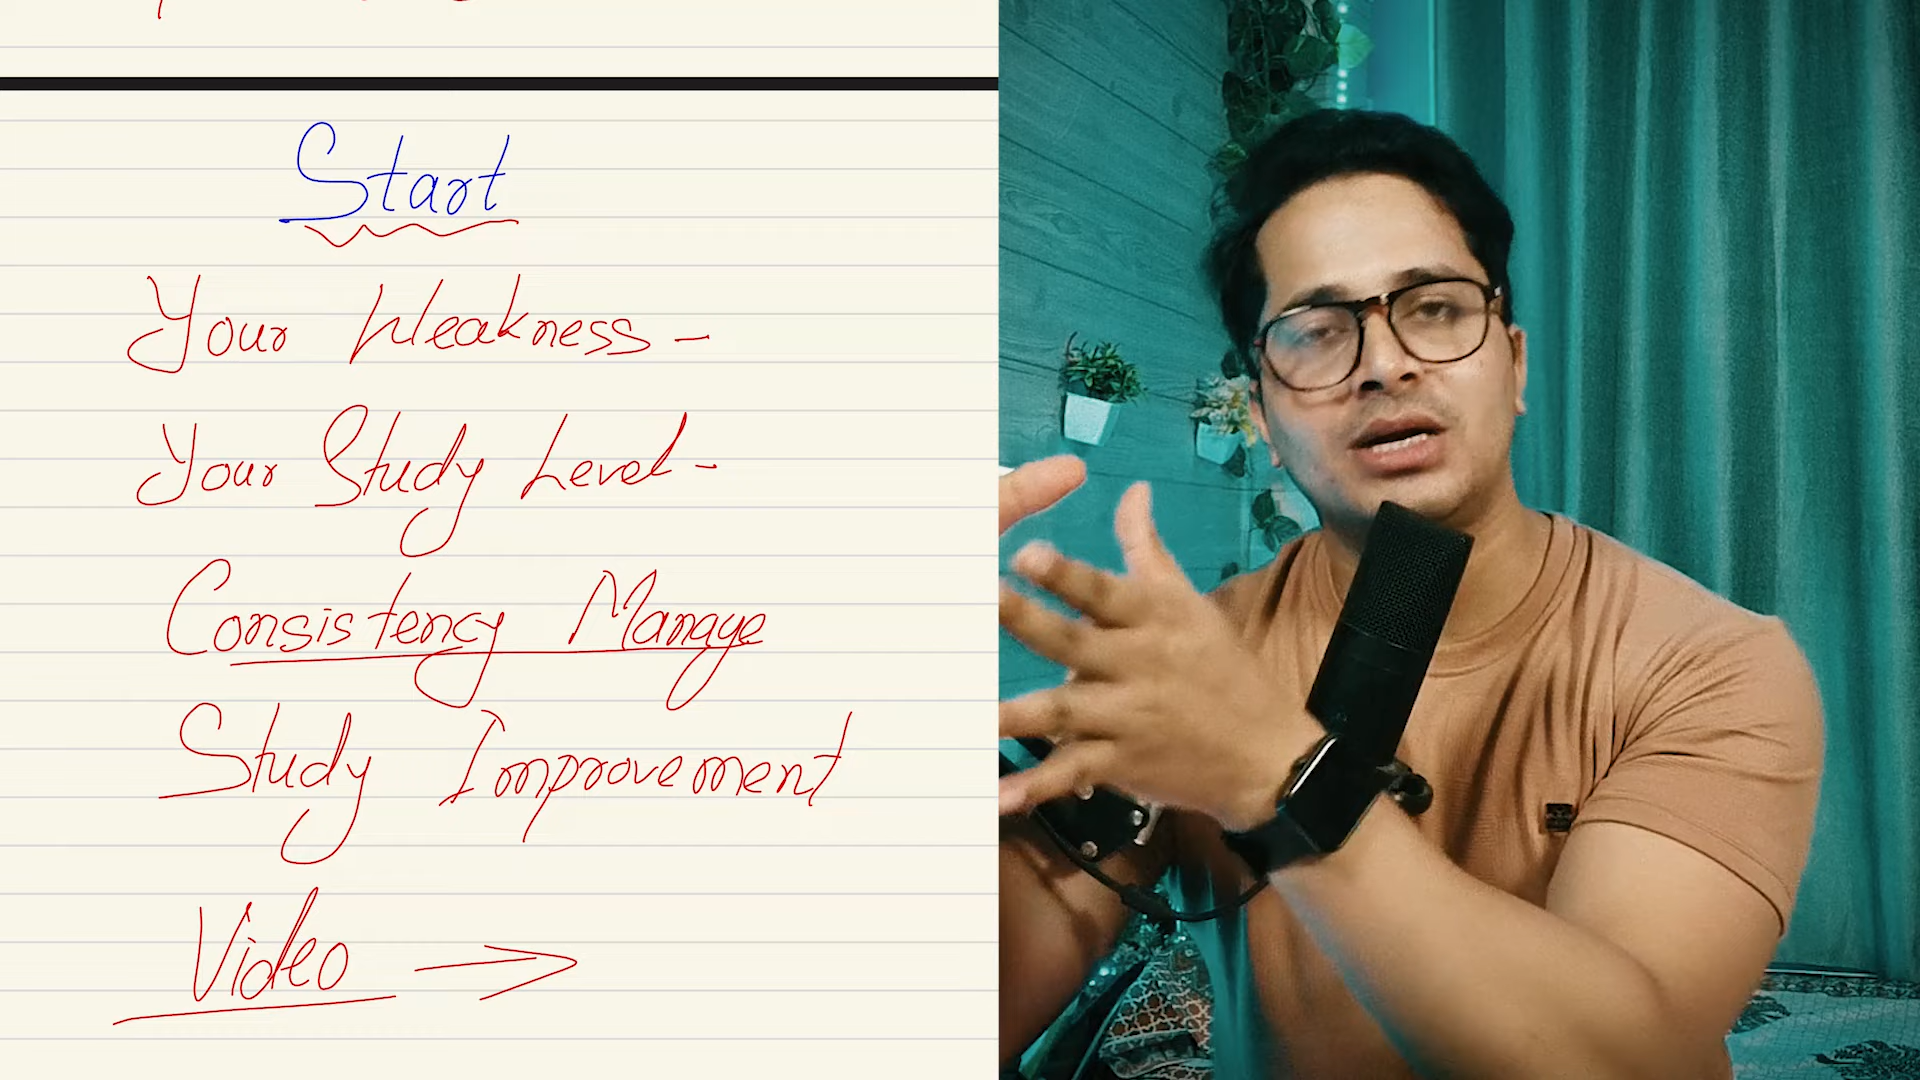 Start
Your Weakness -
Your Study Level -
Consistency Manage
Study Improvement
Video →